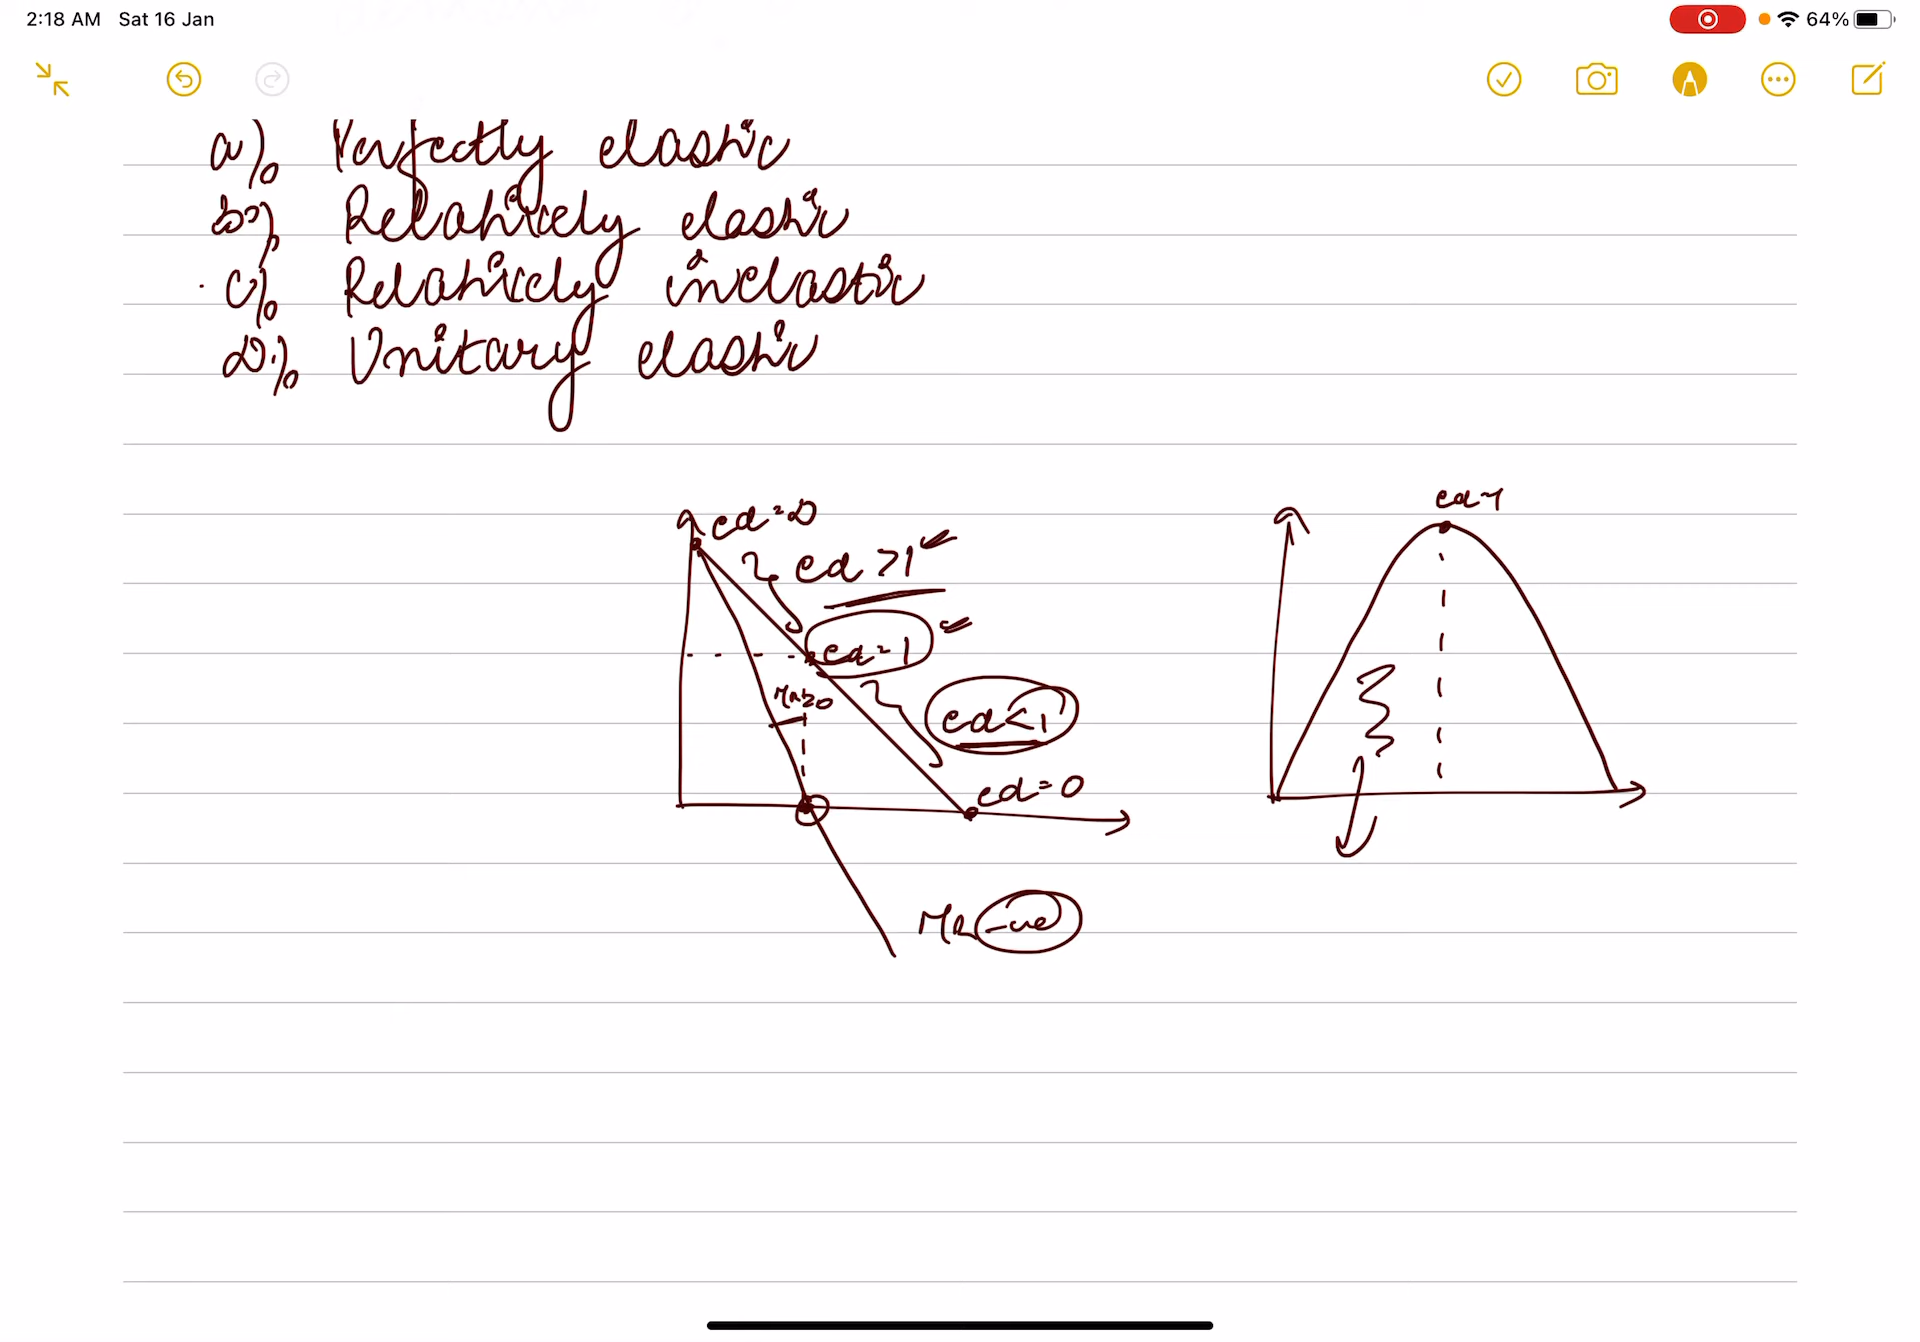 2:18 AM Sat 16 Jan
64%
a) Perfectly elastic
b) Relatively elastic
c) Relatively inelastic
D) Unitary elastic
ed=∞
ed >1
ed=1
MR=0
ed<1
ed=0
MR -ve
ed=1